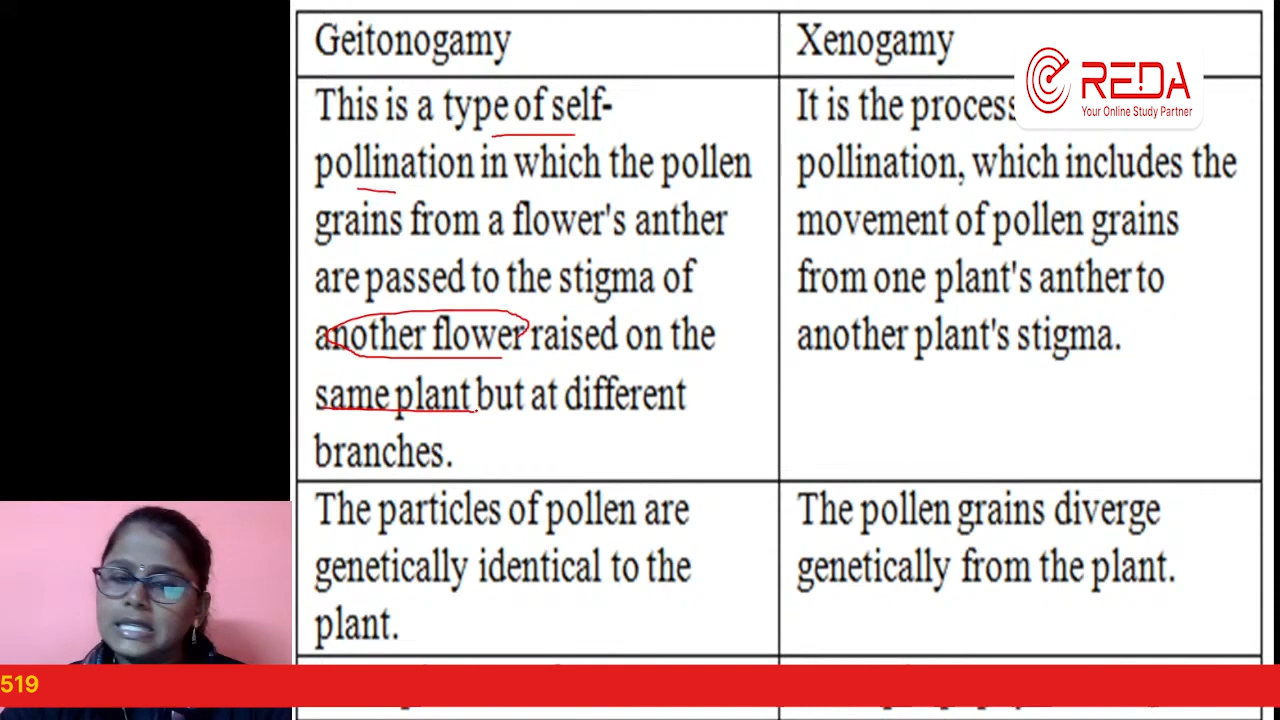 Geitonogamy
Xenogamy
REDA
Your Online Study Partner
This is a type of self-
pollination in which the pollen
grains from a flower's anther
are passed to the stigma of
another flower raised on the
same plant but at different
branches.
It is the process
pollination, which includes the
movement of pollen grains
from one plant's anther to
another plant's stigma.
The particles of pollen are
genetically identical to the
plant.
The pollen grains diverge
genetically from the plant.
519